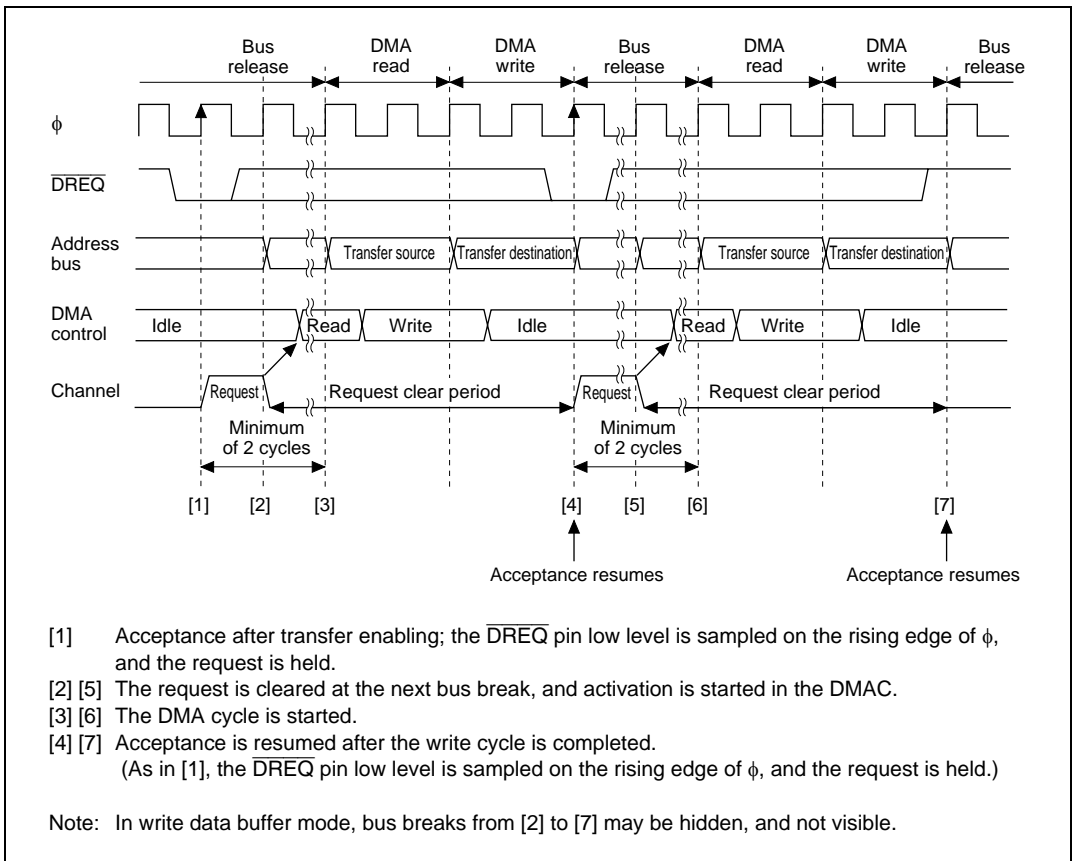 Bus release DMA read DMA write Bus release DMA read DMA write Bus release
φ
DREQ
Address bus
Transfer source Transfer destination Transfer source Transfer destination
DMA control
Idle Read Write Idle Read Write Idle
Channel
Request Request clear period Request Request clear period
Minimum of 2 cycles Minimum of 2 cycles
[1] [2] [3] [4] [5] [6] [7]
Acceptance resumes Acceptance resumes
[1] Acceptance after transfer enabling; the DREQ pin low level is sampled on the rising edge of φ,
and the request is held.
[2] [5] The request is cleared at the next bus break, and activation is started in the DMAC.
[3] [6] The DMA cycle is started.
[4] [7] Acceptance is resumed after the write cycle is completed.
(As in [1], the DREQ pin low level is sampled on the rising edge of φ, and the request is held.)
Note: In write data buffer mode, bus breaks from [2] to [7] may be hidden, and not visible.